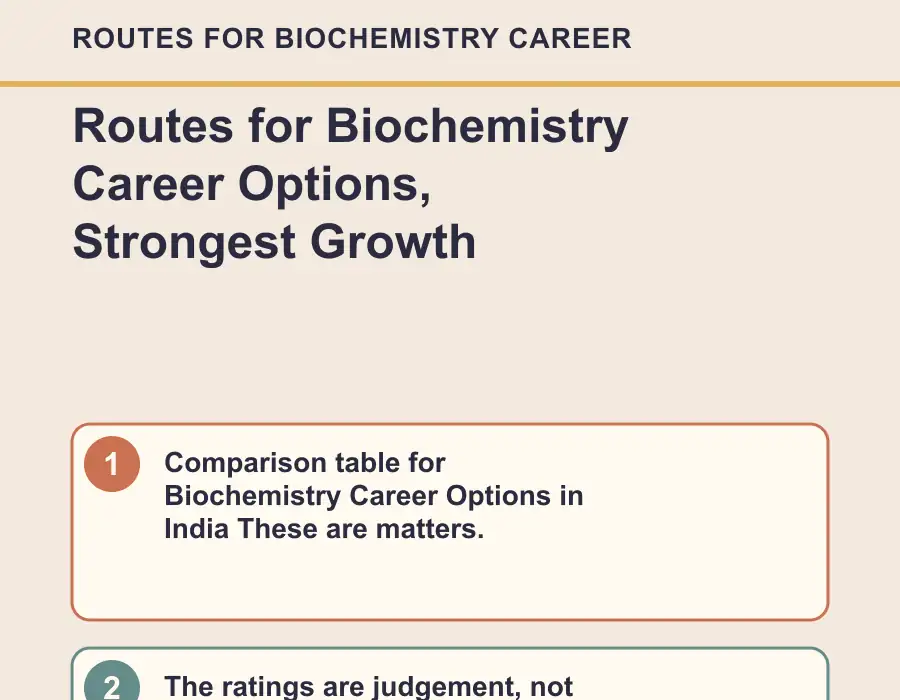 ROUTES FOR BIOCHEMISTRY CAREER
Routes for Biochemistry
Career Options,
Strongest Growth
1
Comparison table for
Biochemistry Career Options in
India These are matters.
2
The ratings are judgement, not